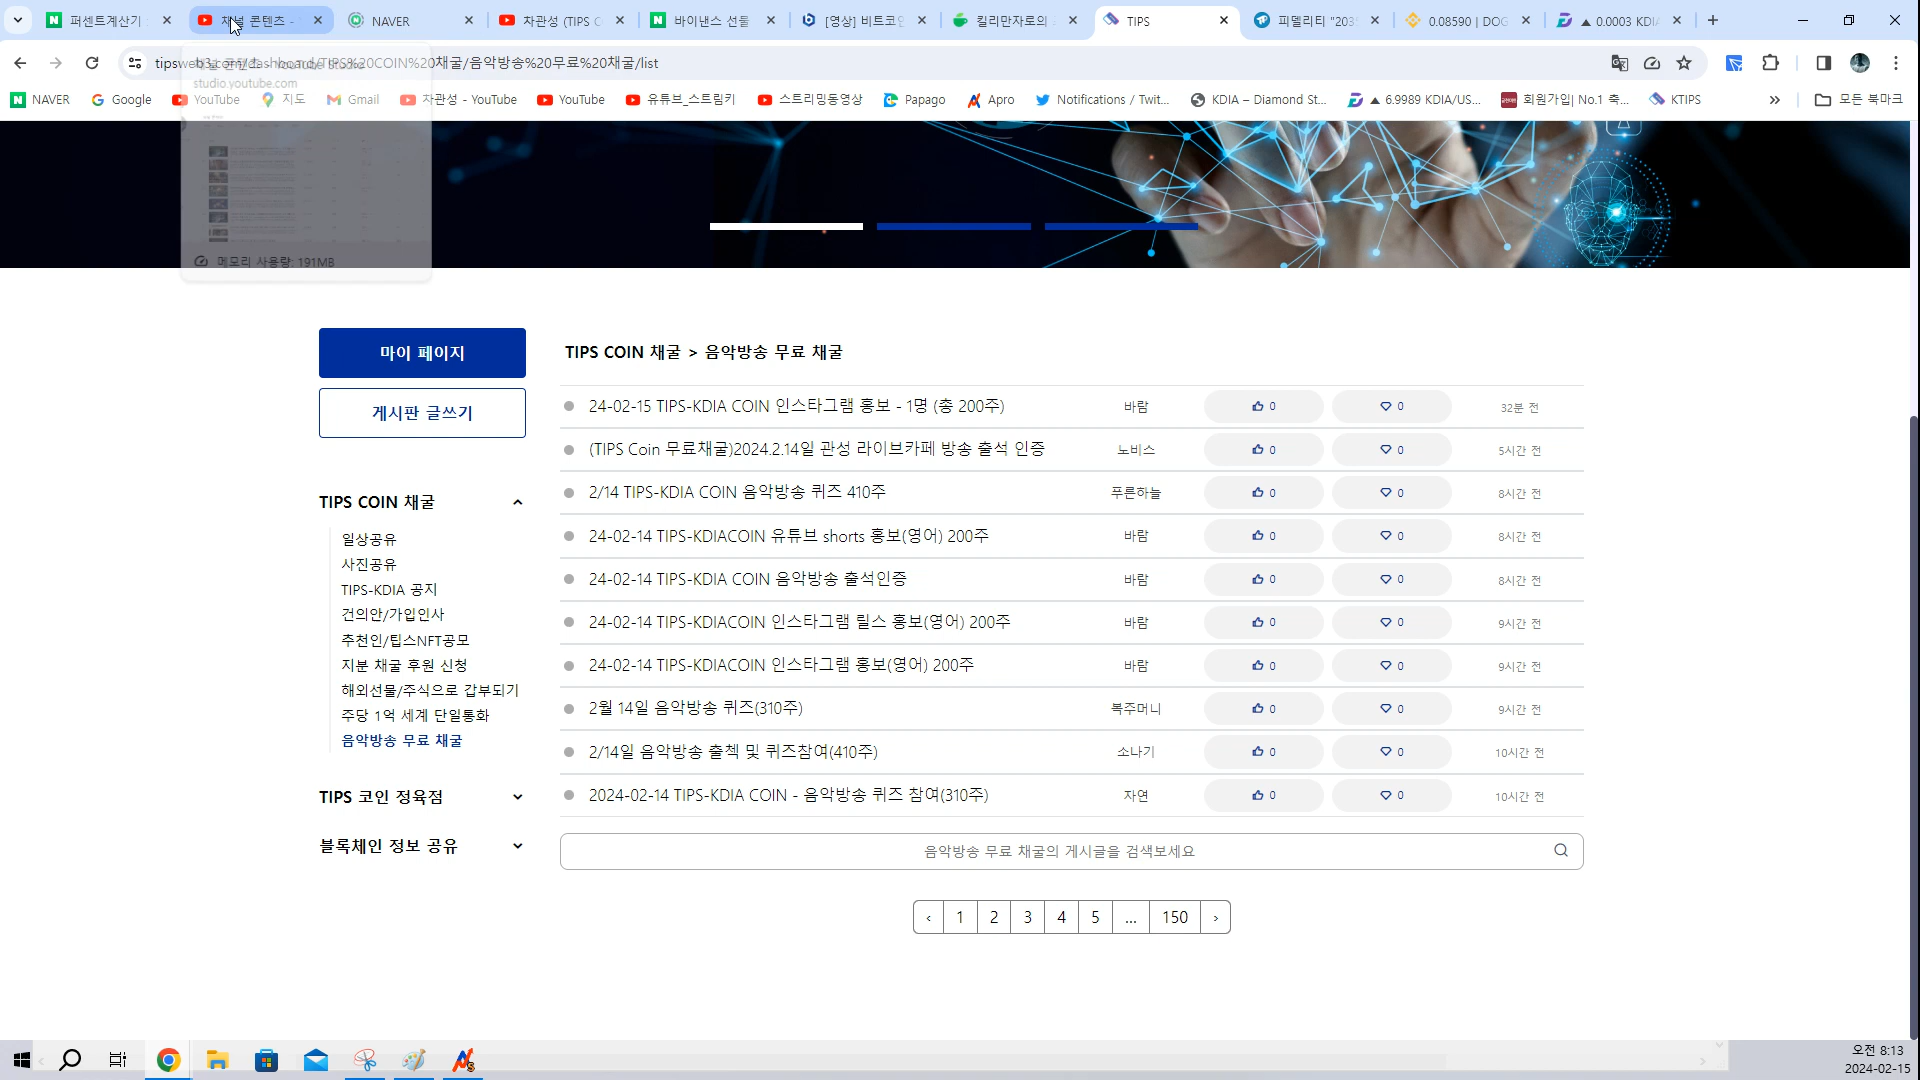 퍼센트계산기
채널 콘텐츠 -
NAVER
차관성 (TIPS C
바이낸스 선물
[영상] 비트코인
킬리만자로의
TIPS
피델리티 "203
0.08590 | DOG
▲ 0.0003 KDIA
NAVER
Google
YouTube
지도
Gmail
차관성 - YouTube
YouTube
유튜브_스트림키
스트리밍동영상
Papago
Apro
Notifications / Twit...
KDIA – Diamond St...
▲ 6.9989 KDIA/US...
회원가입| No.1 축...
KTIPS
모든 북마크
studio.youtube.com
메모리 사용량: 191MB
마이 페이지
게시판 글쓰기
TIPS COIN 채굴
일상공유
사진공유
TIPS-KDIA 공지
건의안/가입인사
추천인/팁스NFT공모
지분 채굴 후원 신청
해외선물/주식으로 갑부되기
주당 1억 세계 단일통화
음악방송 무료 채굴
TIPS 코인 정육점
블록체인 정보 공유
TIPS COIN 채굴 > 음악방송 무료 채굴
24-02-15 TIPS-KDIA COIN 인스타그램 홍보 - 1명 (총 200주) 바람 0 0 32분 전
(TIPS Coin 무료채굴)2024.2.14일 관성 라이브카페 방송 출석 인증 노비스 0 0 5시간 전
2/14 TIPS-KDIA COIN 음악방송 퀴즈 410주 푸른하늘 0 0 8시간 전
24-02-14 TIPS-KDIACOIN 유튜브 shorts 홍보(영어) 200주 바람 0 0 8시간 전
24-02-14 TIPS-KDIA COIN 음악방송 출석인증 바람 0 0 8시간 전
24-02-14 TIPS-KDIACOIN 인스타그램 릴스 홍보(영어) 200주 바람 0 0 9시간 전
24-02-14 TIPS-KDIACOIN 인스타그램 홍보(영어) 200주 바람 0 0 9시간 전
2월 14일 음악방송 퀴즈(310주) 복주머니 0 0 9시간 전
2/14일 음악방송 출첵 및 퀴즈참여(410주) 소나기 0 0 10시간 전
2024-02-14 TIPS-KDIA COIN - 음악방송 퀴즈 참여(310주) 자연 0 0 10시간 전
음악방송 무료 채굴의 게시글을 검색보세요
‹ 1 2 3 4 5 ... 150 ›
오전 8:13
2024-02-15